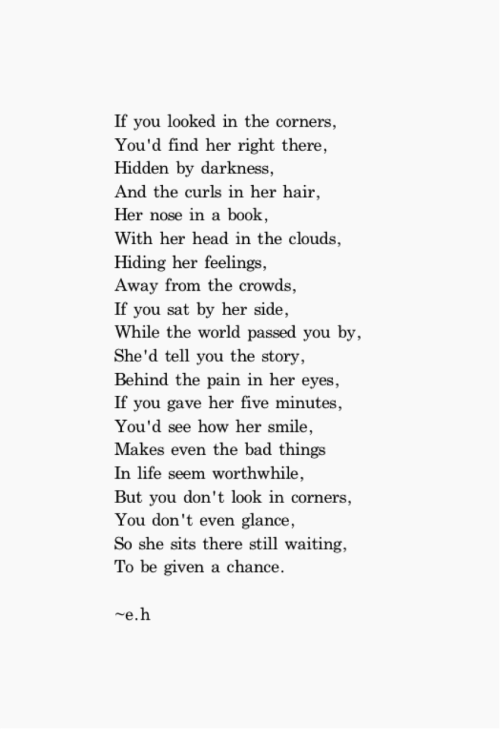 If you looked in the corners,
You'd find her right there,
Hidden by darkness,
And the curls in her hair,
Her nose in a book,
With her head in the clouds,
Hiding her feelings,
Away from the crowds,
If you sat by her side,
While the world passed you by,
She'd tell you the story,
Behind the pain in her eyes,
If you gave her five minutes,
You'd see how her smile,
Makes even the bad things
In life seem worthwhile,
But you don't look in corners,
You don't even glance,
So she sits there still waiting,
To be given a chance.
~e.h